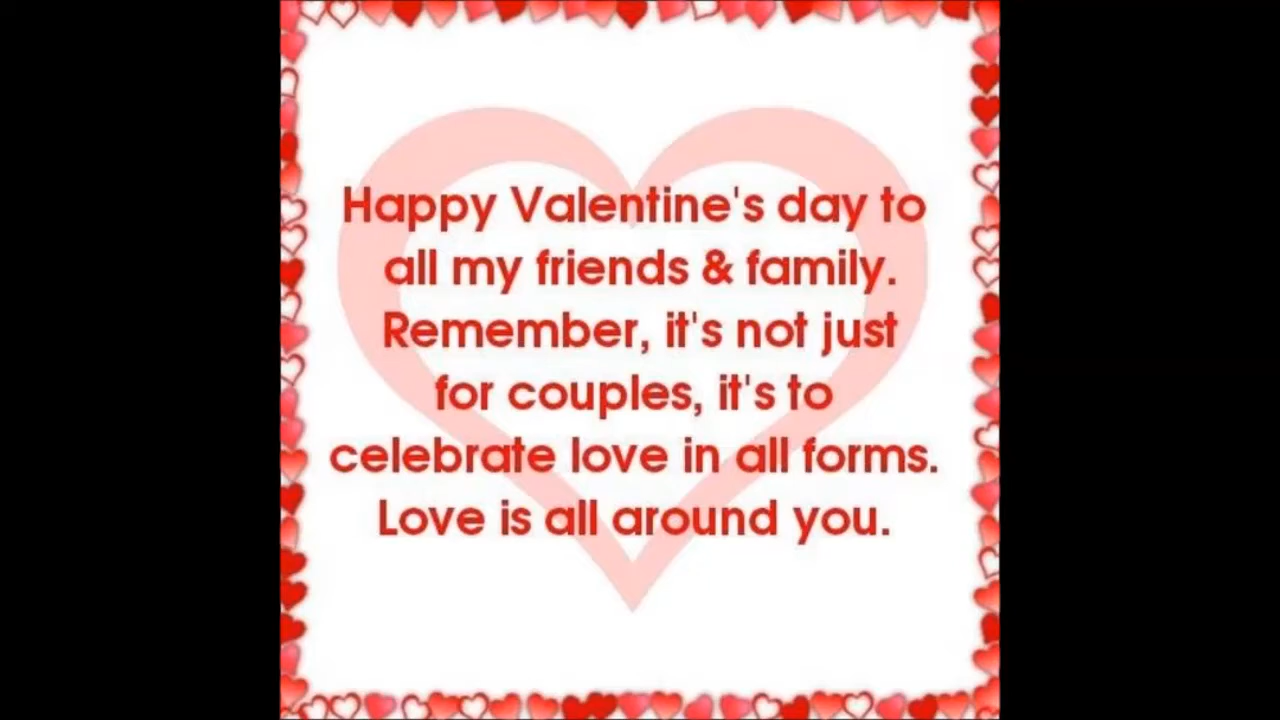 Happy Valentine's day to
all my friends & family.
Remember, it's not just
for couples, it's to
celebrate love in all forms.
Love is all around you.